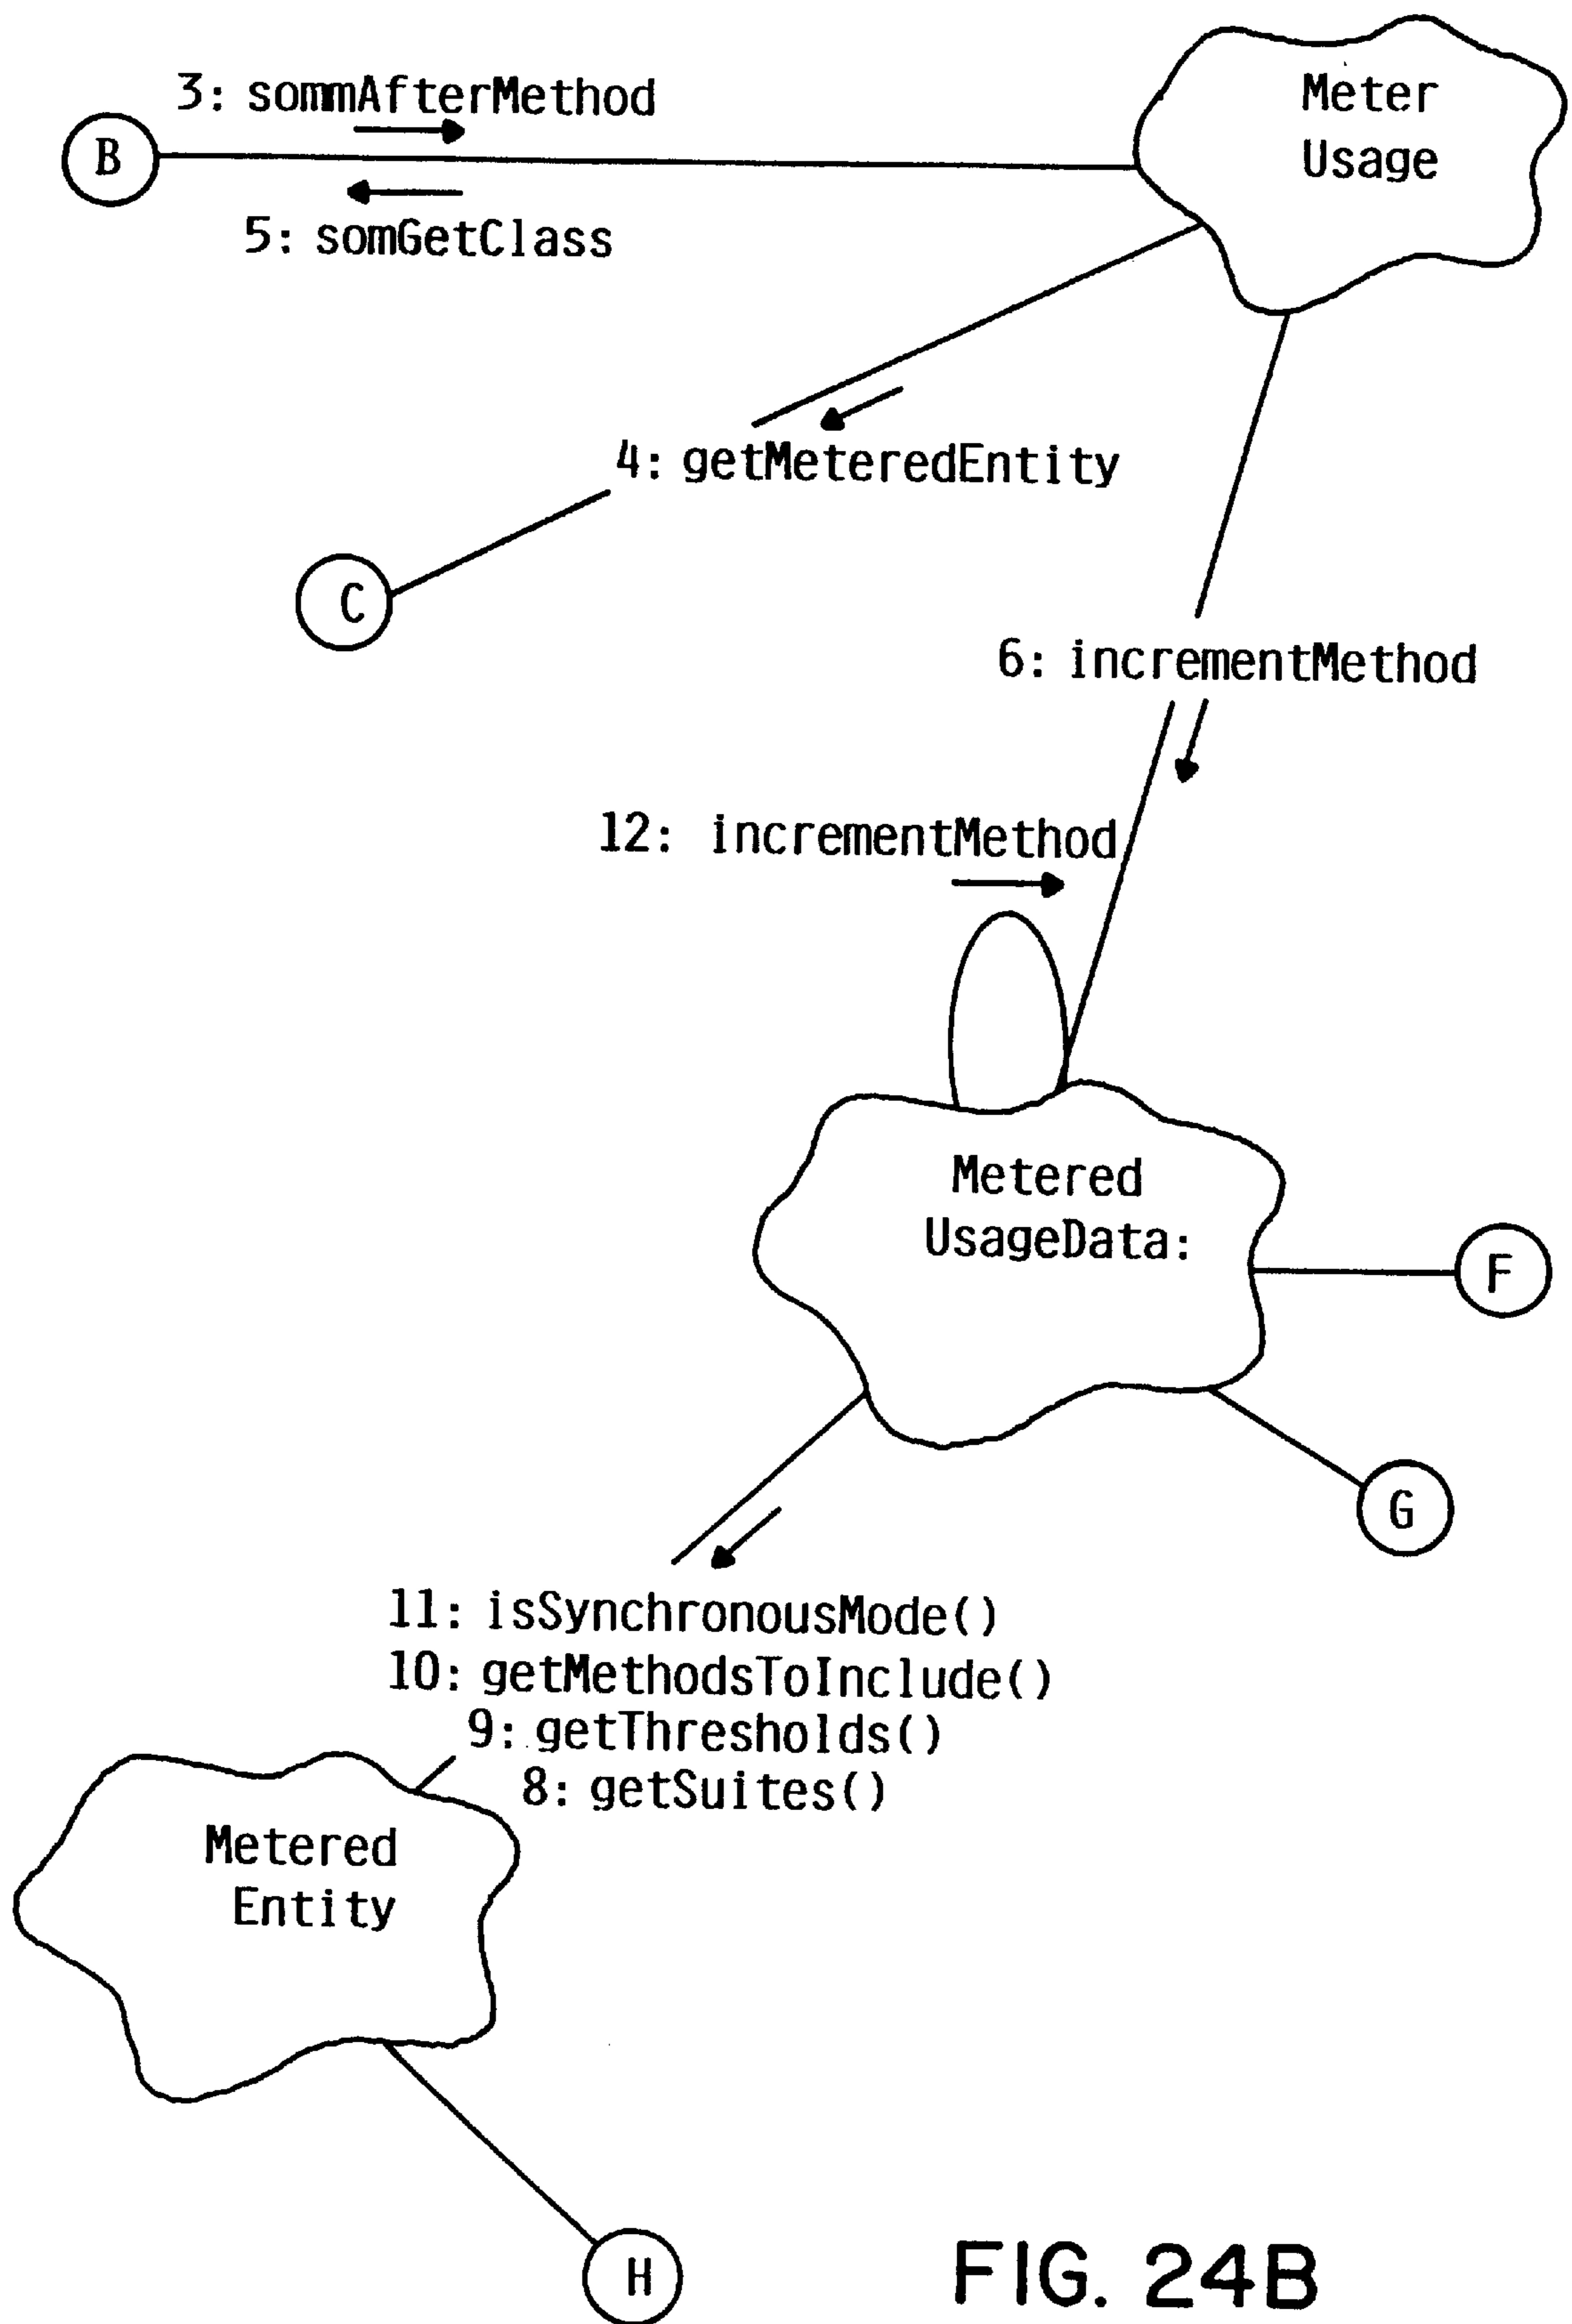 3: sommAfterMethod
Meter
Usage
B
5: somGetClass
4: getMeteredEntity
C
6: incrementMethod
12: incrementMethod
Metered
UsageData:
F
G
11: isSynchronousMode()
10: getMethodsToInclude()
9: getThresholds()
8: getSuites()
Metered
Entity
H
FIG. 24B